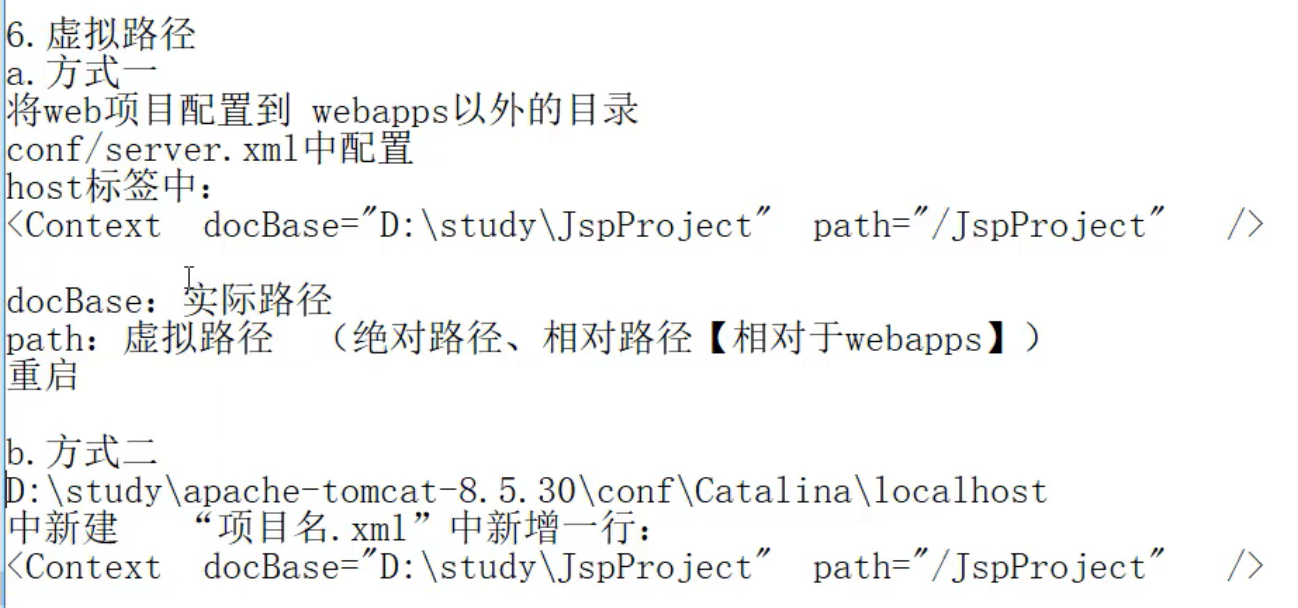 6.虚拟路径
a.方式一
将web项目配置到 webapps以外的目录
conf/server.xml中配置
host标签中：
<Context  docBase="D:\study\JspProject"  path="/JspProject"   />
docBase：实际路径
path：虚拟路径  （绝对路径、相对路径【相对于webapps】）
重启
b.方式二
D:\study\apache-tomcat-8.5.30\conf\Catalina\localhost
中新建   “项目名.xml”中新增一行：
<Context  docBase="D:\study\JspProject"  path="/JspProject"   />